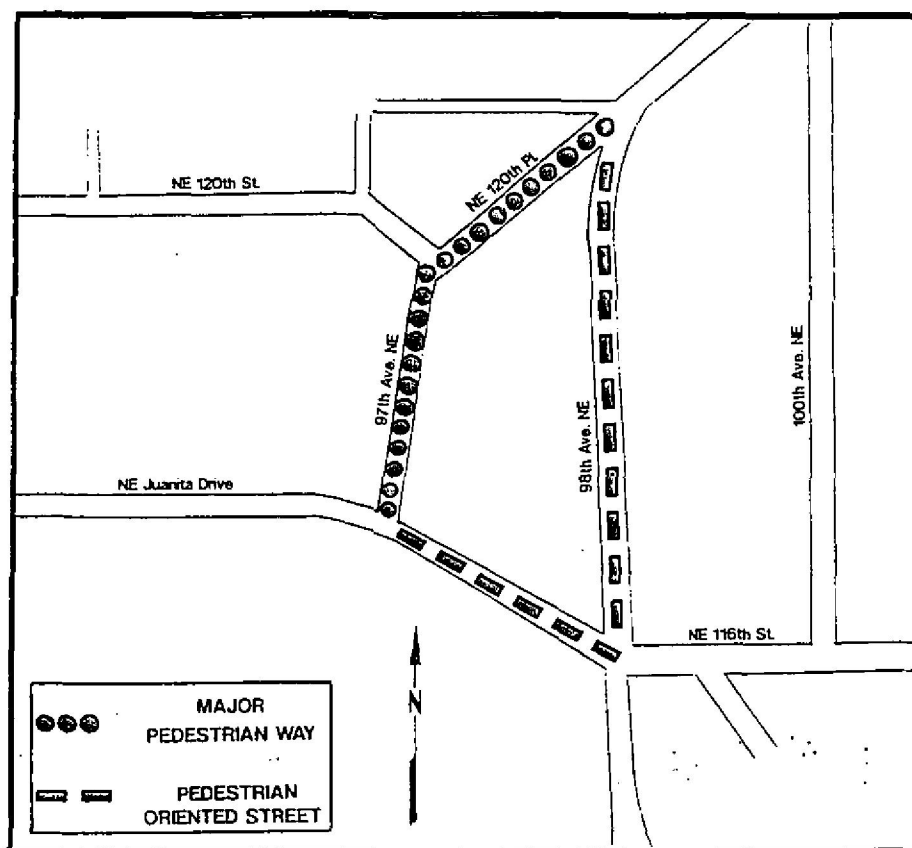 NE 120th St.
NE 120th Pl.
97th Ave. NE
98th Ave. NE
100th Ave. NE
NE Juanita Drive
NE 116th St.
N
MAJOR
PEDESTRIAN WAY
PEDESTRIAN
ORIENTED STREET